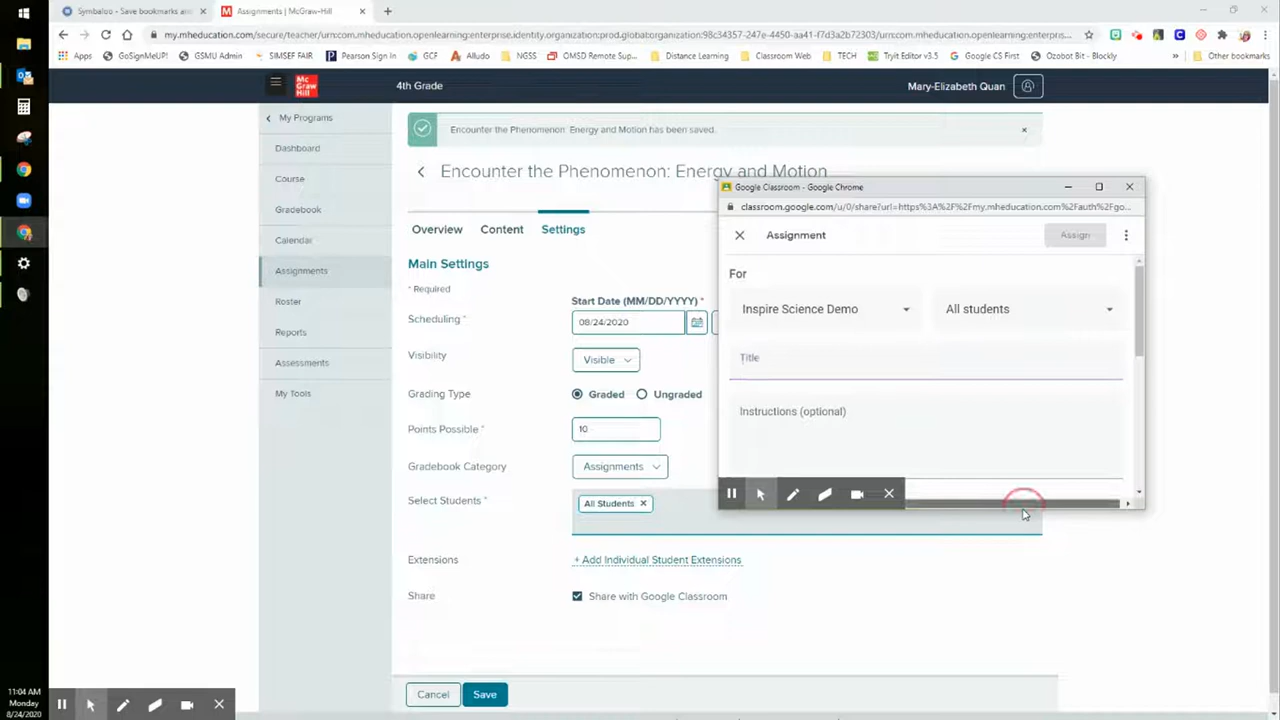 Symbaloo - Save bookmarks an
Assignments | McGraw-Hill
my.mheducation.com/secure/teacher/urn:com.mheducation.openlearning:enterprise.identity.organization:prod.globalorganization:98c34357-247e-4450-aa41-f7d3a2b72303/urn:com.mheducation.openlearning:enterpris...
Apps
GoSignMeUP!
GSMU Admin
SIMSEF FAIR
Pearson Sign In
GCF
Alludo
NGSS
OMSD Remote Sup...
Distance Learning
Classroom Web
TECH
TryIt Editor v3.5
Google CS First
Ozobot Bit - Blockly
Other bookmarks
Mc
Graw
Hill
4th Grade
Mary-Elizabeth Quan
My Programs
Dashboard
Course
Gradebook
Calendar
Assignments
Roster
Reports
Assessments
My Tools
Encounter the Phenomenon: Energy and Motion has been saved.
Encounter the Phenomenon: Energy and Motion
Overview
Content
Settings
Main Settings
* Required
Start Date (MM/DD/YYYY) *
Scheduling *
08/24/2020
Visibility
Visible
Grading Type
Graded
Ungraded
Points Possible *
10
Gradebook Category
Assignments
Select Students *
All Students
Extensions
+ Add Individual Student Extensions
Share
Share with Google Classroom
Cancel
Save
Google Classroom - Google Chrome
classroom.google.com/u/0/share?url=https%3A%2F%2Fmy.mheducation.com%2Fauth%2Fgo...
Assignment
Assign
For
Inspire Science Demo
All students
Title
Instructions (optional)
11:04 AM
Monday
8/24/2020